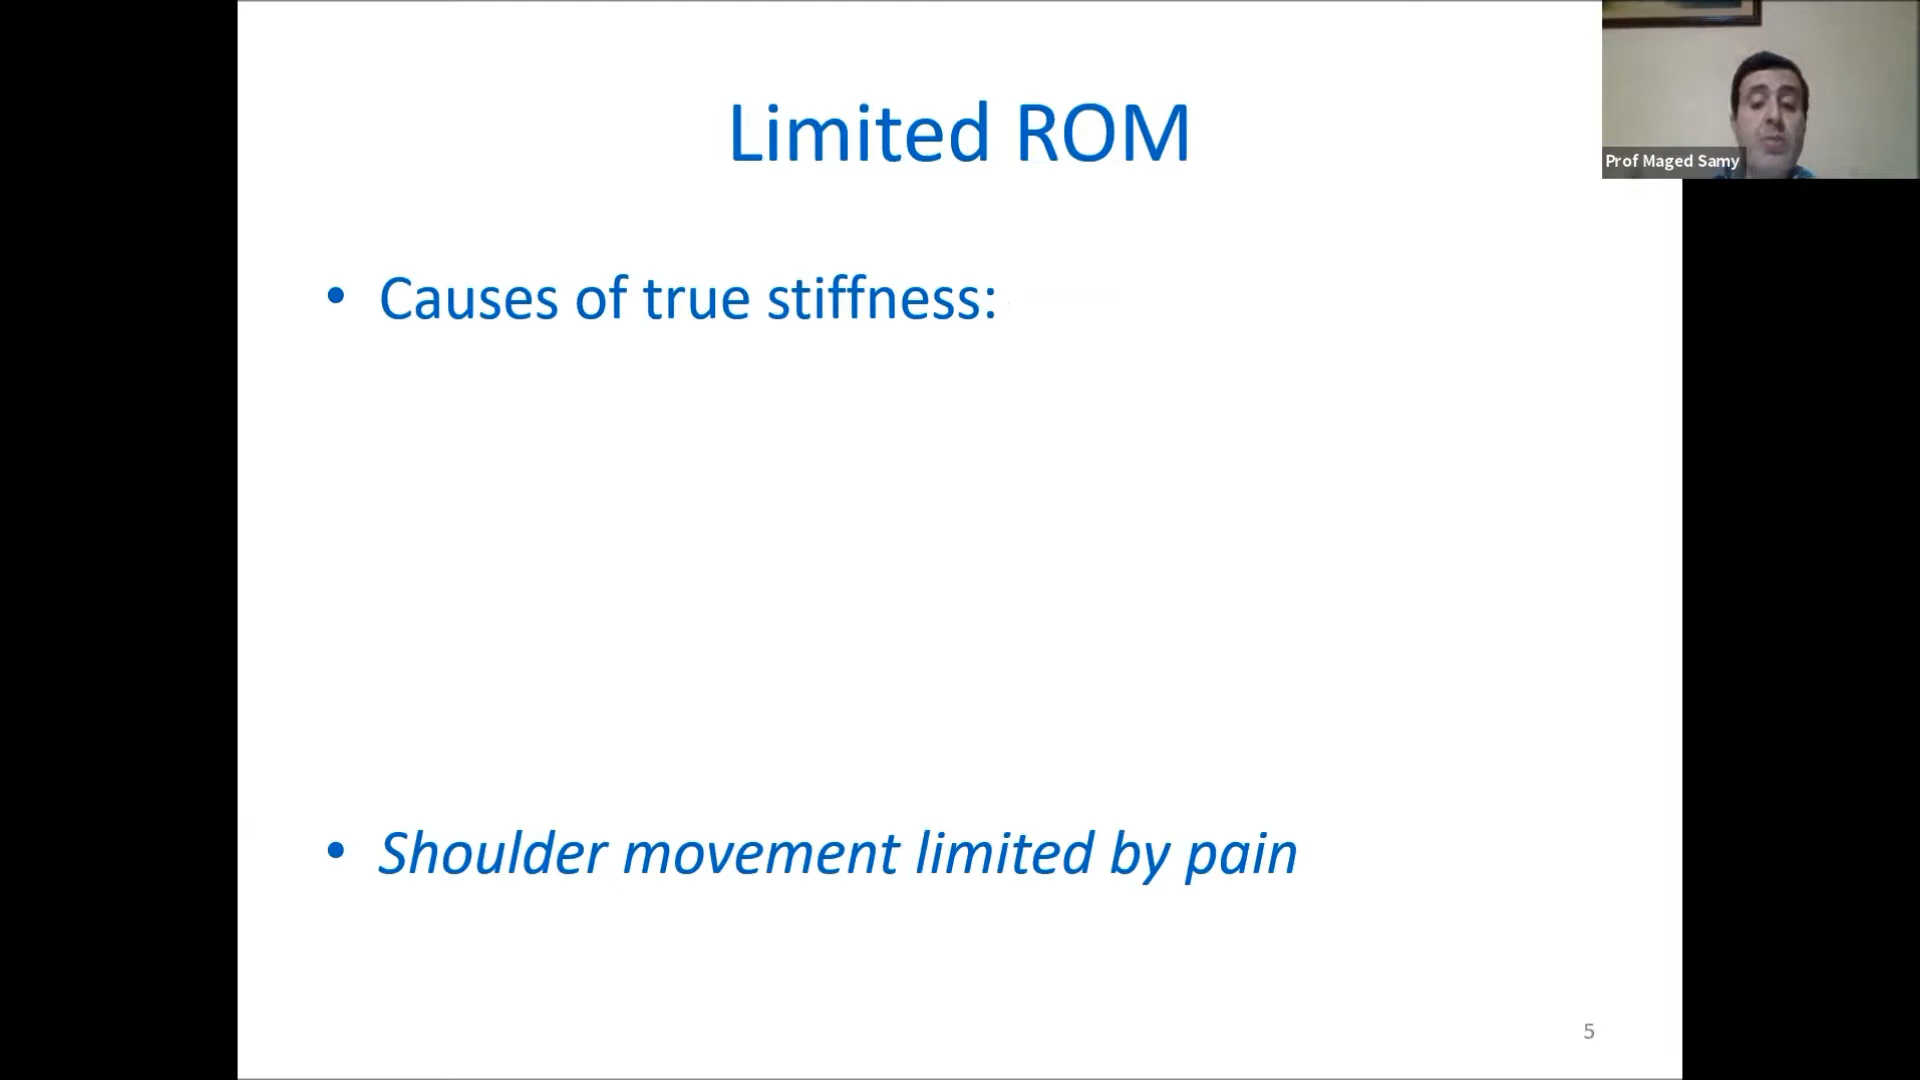 Limited ROM
Prof Maged Samy
• Causes of true stiffness:
• Shoulder movement limited by pain
5